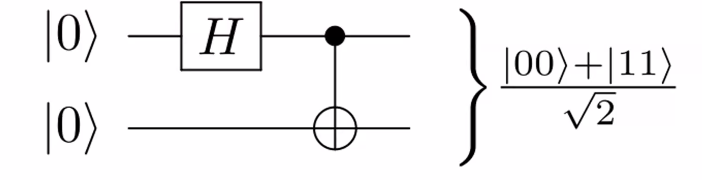 |0⟩ H
|0⟩
|00⟩+|11⟩
√2